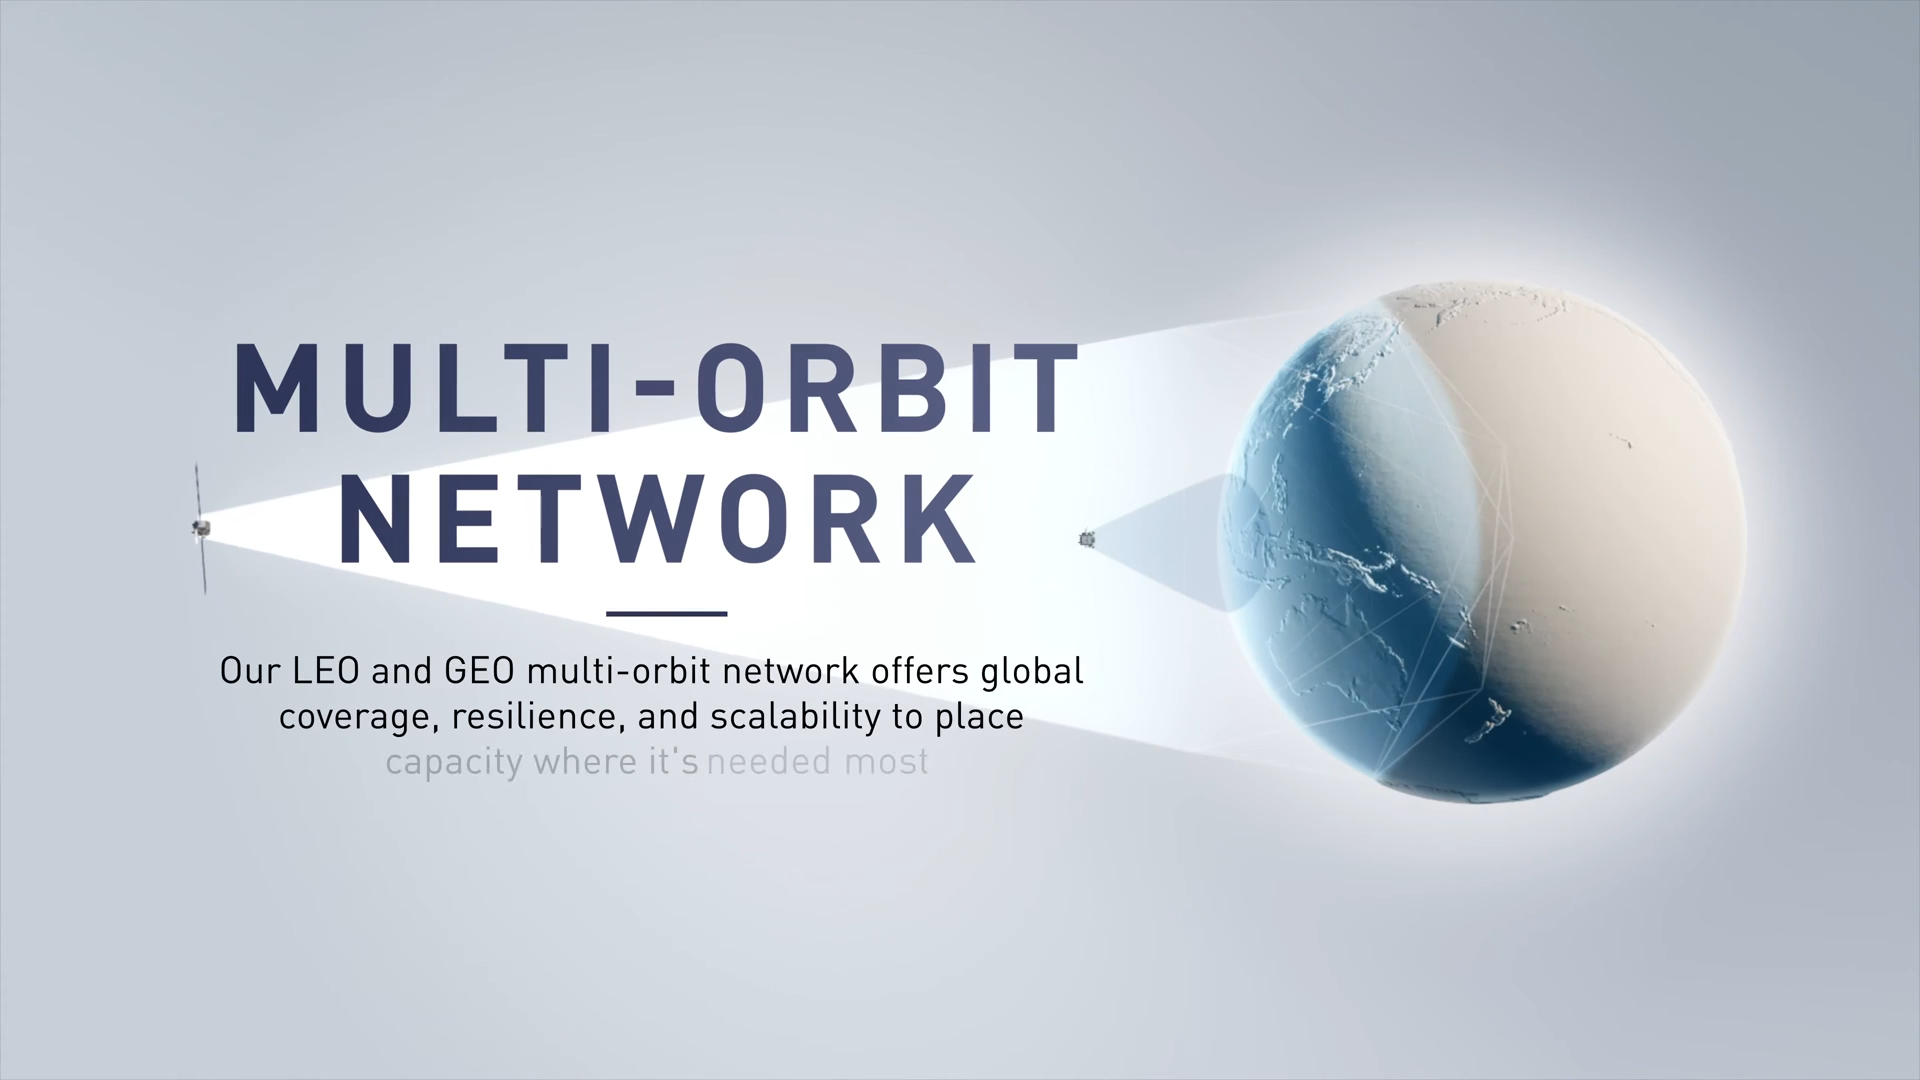 MULTI-ORBIT
NETWORK
Our LEO and GEO multi-orbit network offers global
coverage, resilience, and scalability to place
capacity where it's needed most